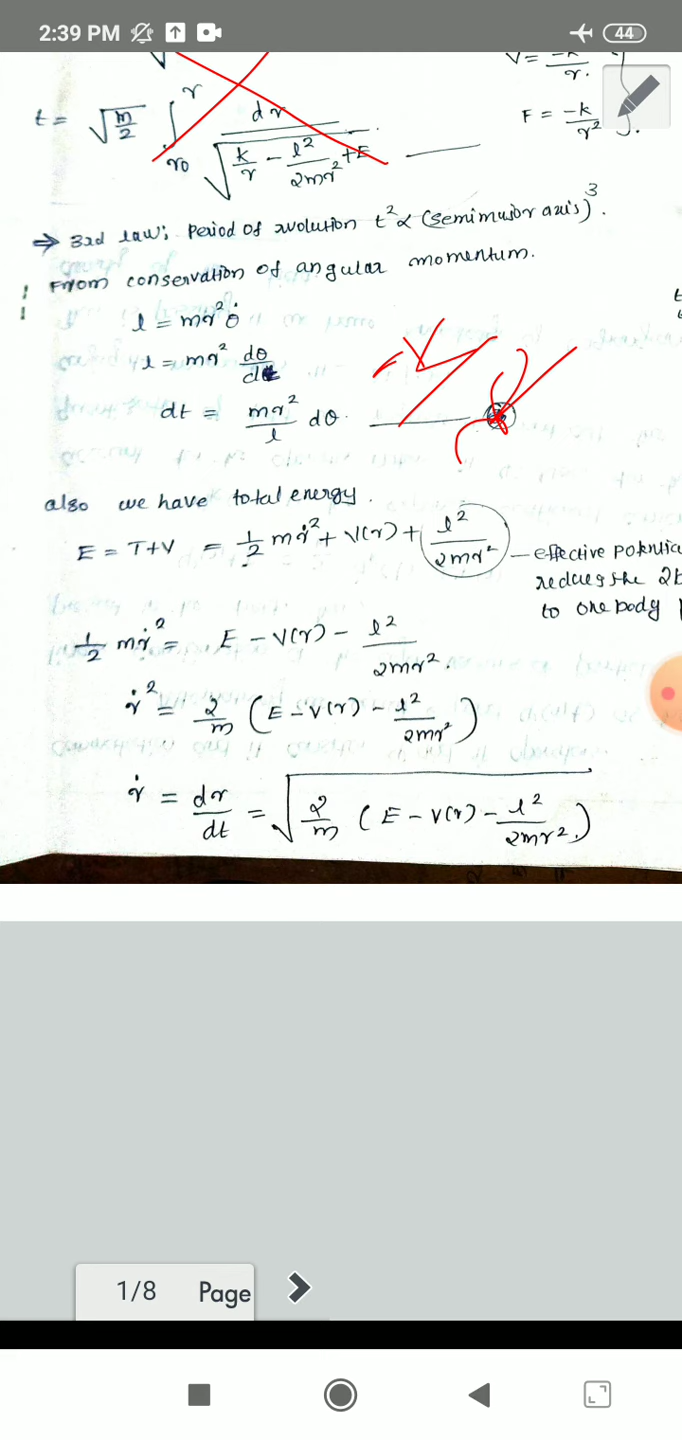 2:39 PM 44
V = -k/r.
t = √(m/2) ∫_{r0}^{r} dr / √(k/r - l²/2mr² + E)
F = -k/r²
⇒ 3rd law; Period of revolution t² ∝ (semimajor axis)³.
From conservation of angular momentum.
l = mr²θ̇
l = mr² dθ/dt
dt = mr²/l dθ.
also we have total energy.
E = T+V = 1/2 mṙ² + V(r) + l²/2mr² — effective potentia
reduces the 2b
to one body
1/2 mṙ² = E - V(r) - l²/2mr².
ṙ² = 2/m (E - V(r) - l²/2mr²)
ṙ = dr/dt = √(2/m (E - V(r) - l²/2mr².))
1/8 Page